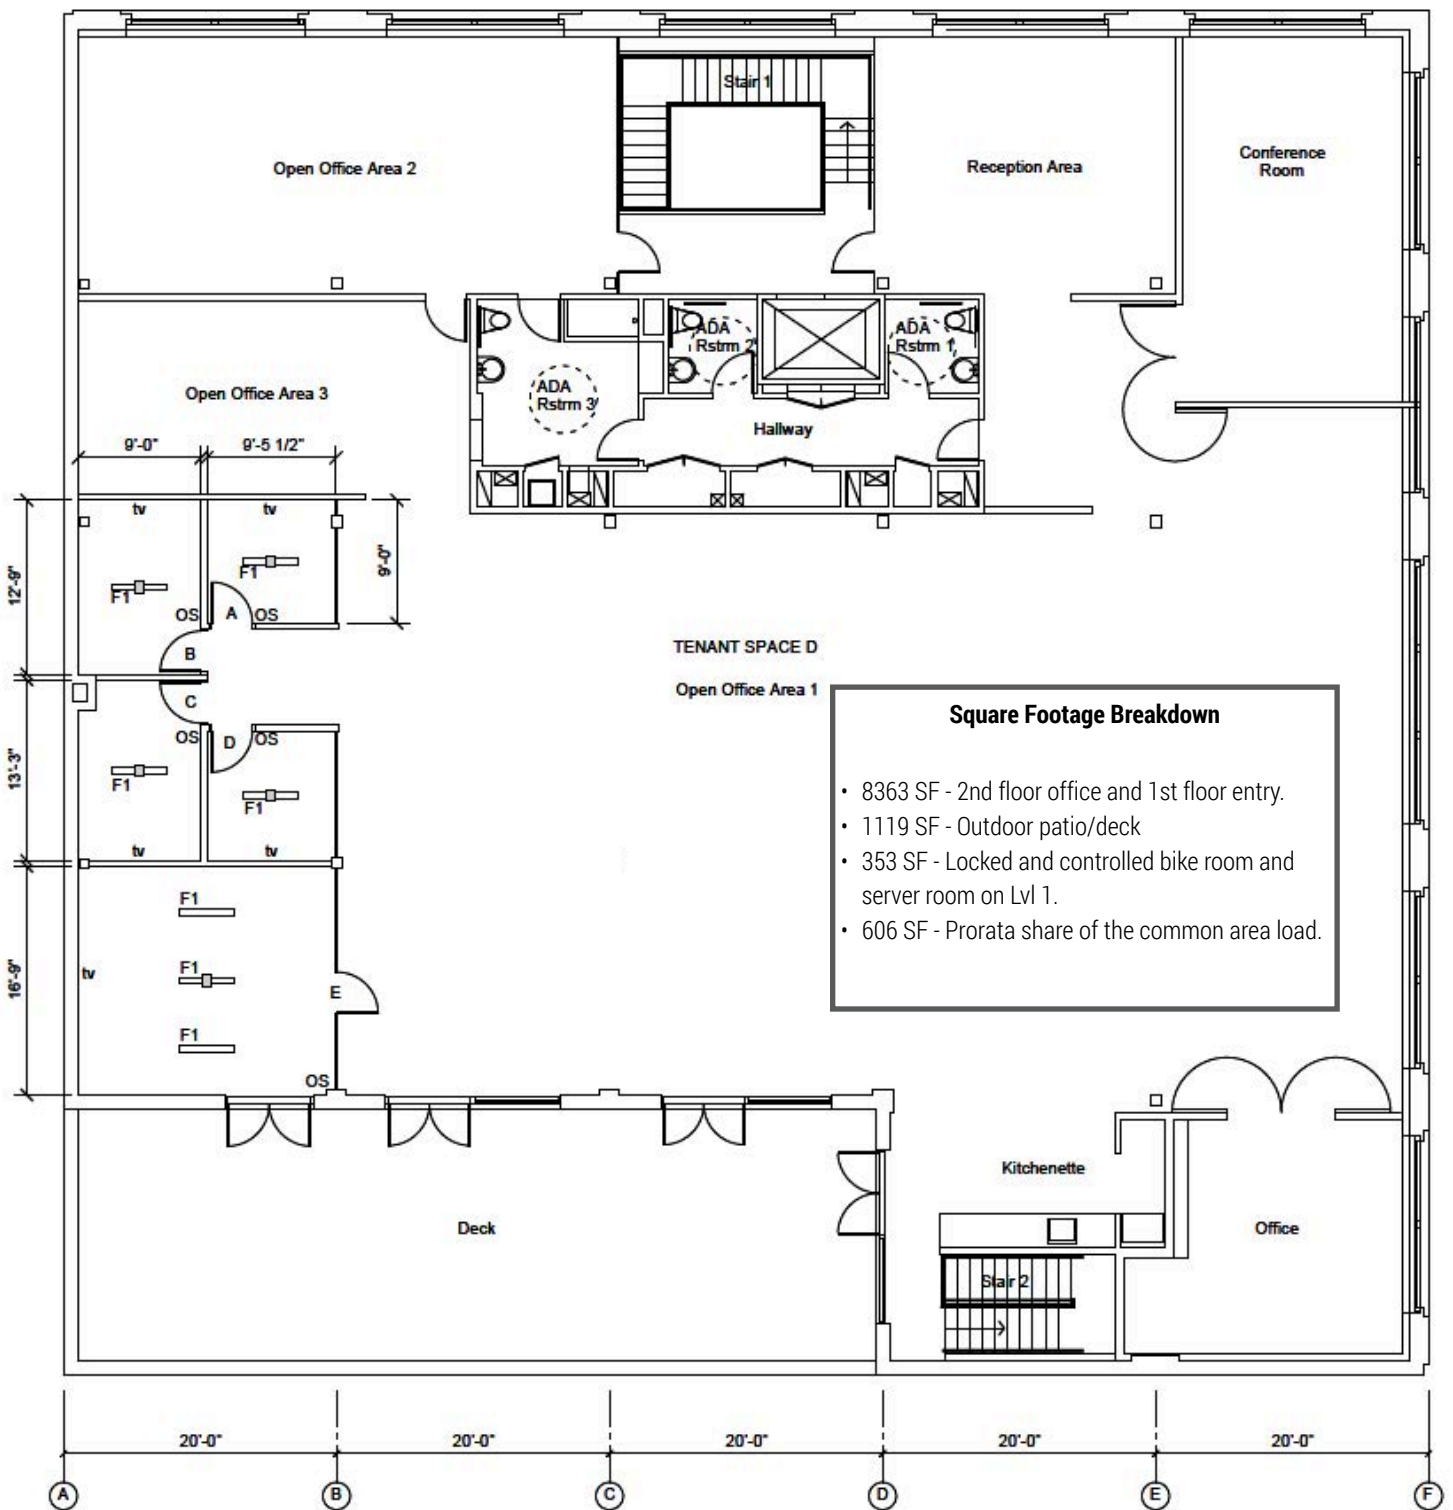 Stair 1
Open Office Area 2
Reception Area
Conference
Room
ADA
Rstrm 2
ADA
Rstrm 1
ADA
Rstrm 3
Open Office Area 3
Hallway
9'-0"
9'-5 1/2"
tv
tv
9'-0"
12'-9"
F1
F1
OS
A
OS
B
TENANT SPACE D
Open Office Area 1
C
OS
D
OS
13'-3"
F1
F1
tv
tv
Square Footage Breakdown
• 8363 SF - 2nd floor office and 1st floor entry.
• 1119 SF - Outdoor patio/deck
• 353 SF - Locked and controlled bike room and
server room on Lvl 1.
• 606 SF - Prorata share of the common area load.
F1
16'-9"
tv
F1
E
F1
OS
Kitchenette
Deck
Office
Stair 2
20'-0"
20'-0"
20'-0"
20'-0"
20'-0"
A
B
C
D
E
F